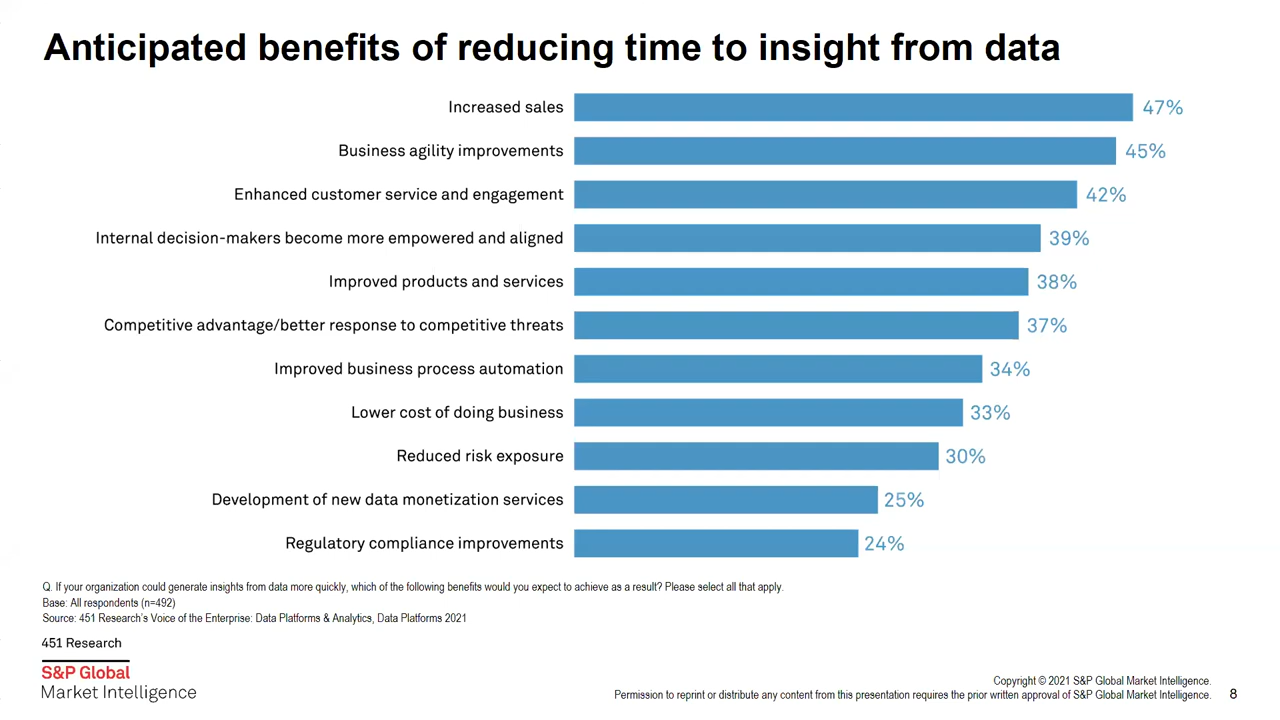 Anticipated benefits of reducing time to insight from data
Increased sales 47%
Business agility improvements 45%
Enhanced customer service and engagement 42%
Internal decision-makers become more empowered and aligned 39%
Improved products and services 38%
Competitive advantage/better response to competitive threats 37%
Improved business process automation 34%
Lower cost of doing business 33%
Reduced risk exposure 30%
Development of new data monetization services 25%
Regulatory compliance improvements 24%
Q. If your organization could generate insights from data more quickly, which of the following benefits would you expect to achieve as a result? Please select all that apply.
Base: All respondents (n=492)
Source: 451 Research's Voice of the Enterprise: Data Platforms & Analytics, Data Platforms 2021
451 Research
S&P Global
Market Intelligence
Copyright © 2021 S&P Global Market Intelligence.
Permission to reprint or distribute any content from this presentation requires the prior written approval of S&P Global Market Intelligence. 8